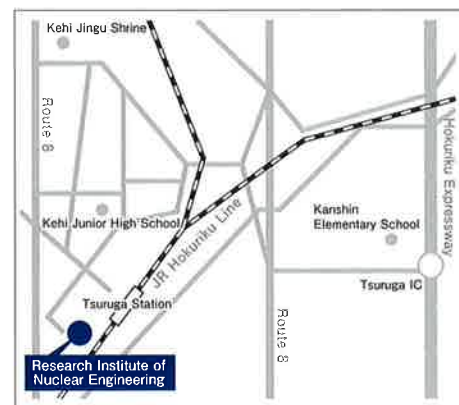 Kehi Jingu Shrine
Route 8
Hokuriku Expressway
Kehi Junior High School
JR Hokuriku Line
Kanshin
Elementary School
Tsuruga IC
Tsuruga Station
Route 8
Research Institute of
Nuclear Engineering